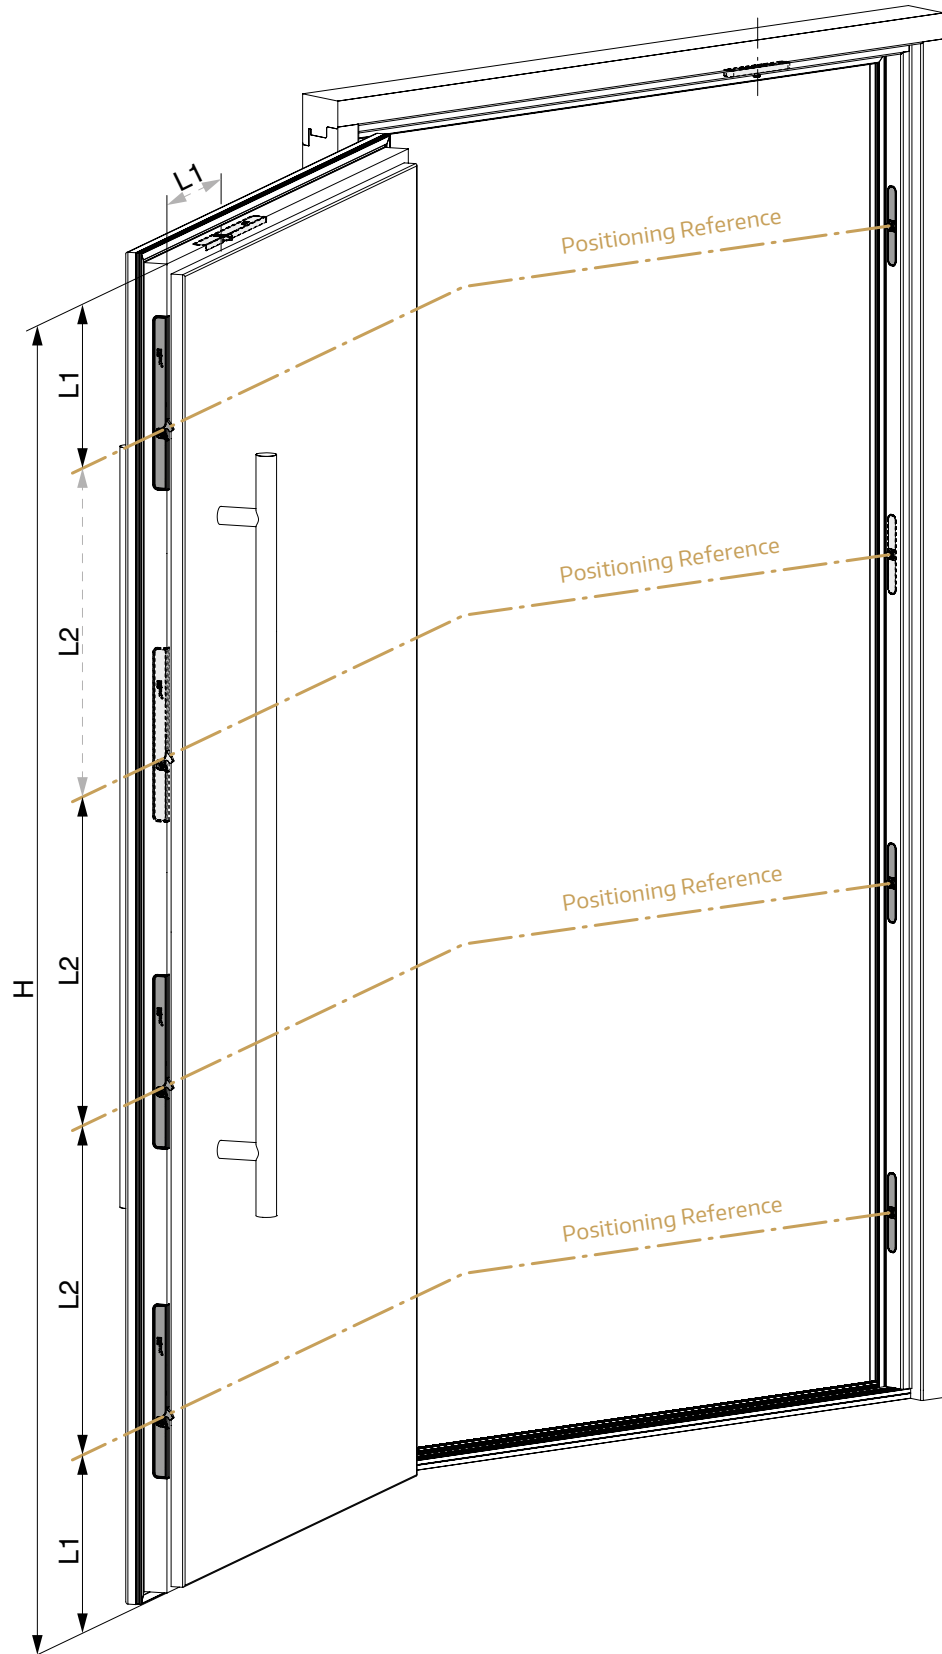 L1
Positioning Reference
L1
Positioning Reference
L2
Positioning Reference
L2
H
Positioning Reference
L2
L1